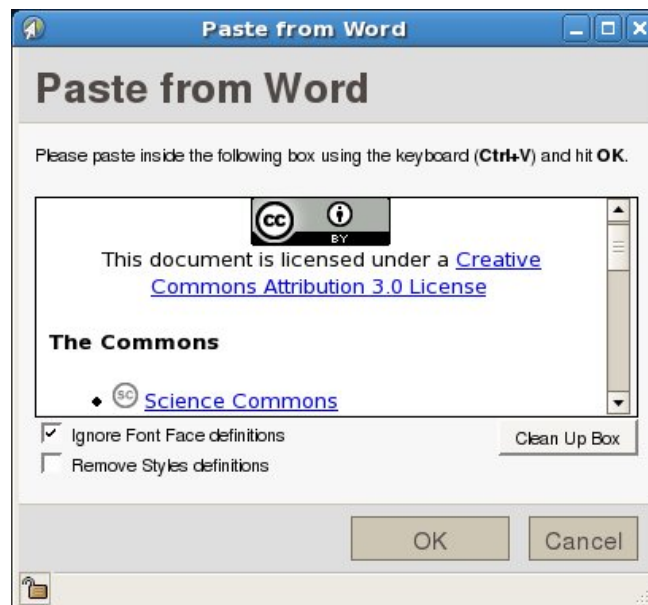 Paste from Word
Paste from Word
Please paste inside the following box using the keyboard (Ctrl+V) and hit OK.
cc
BY
This document is licensed under a Creative
Commons Attribution 3.0 License
The Commons
sc Science Commons
Ignore Font Face definitions
Clean Up Box
Remove Styles definitions
OK
Cancel